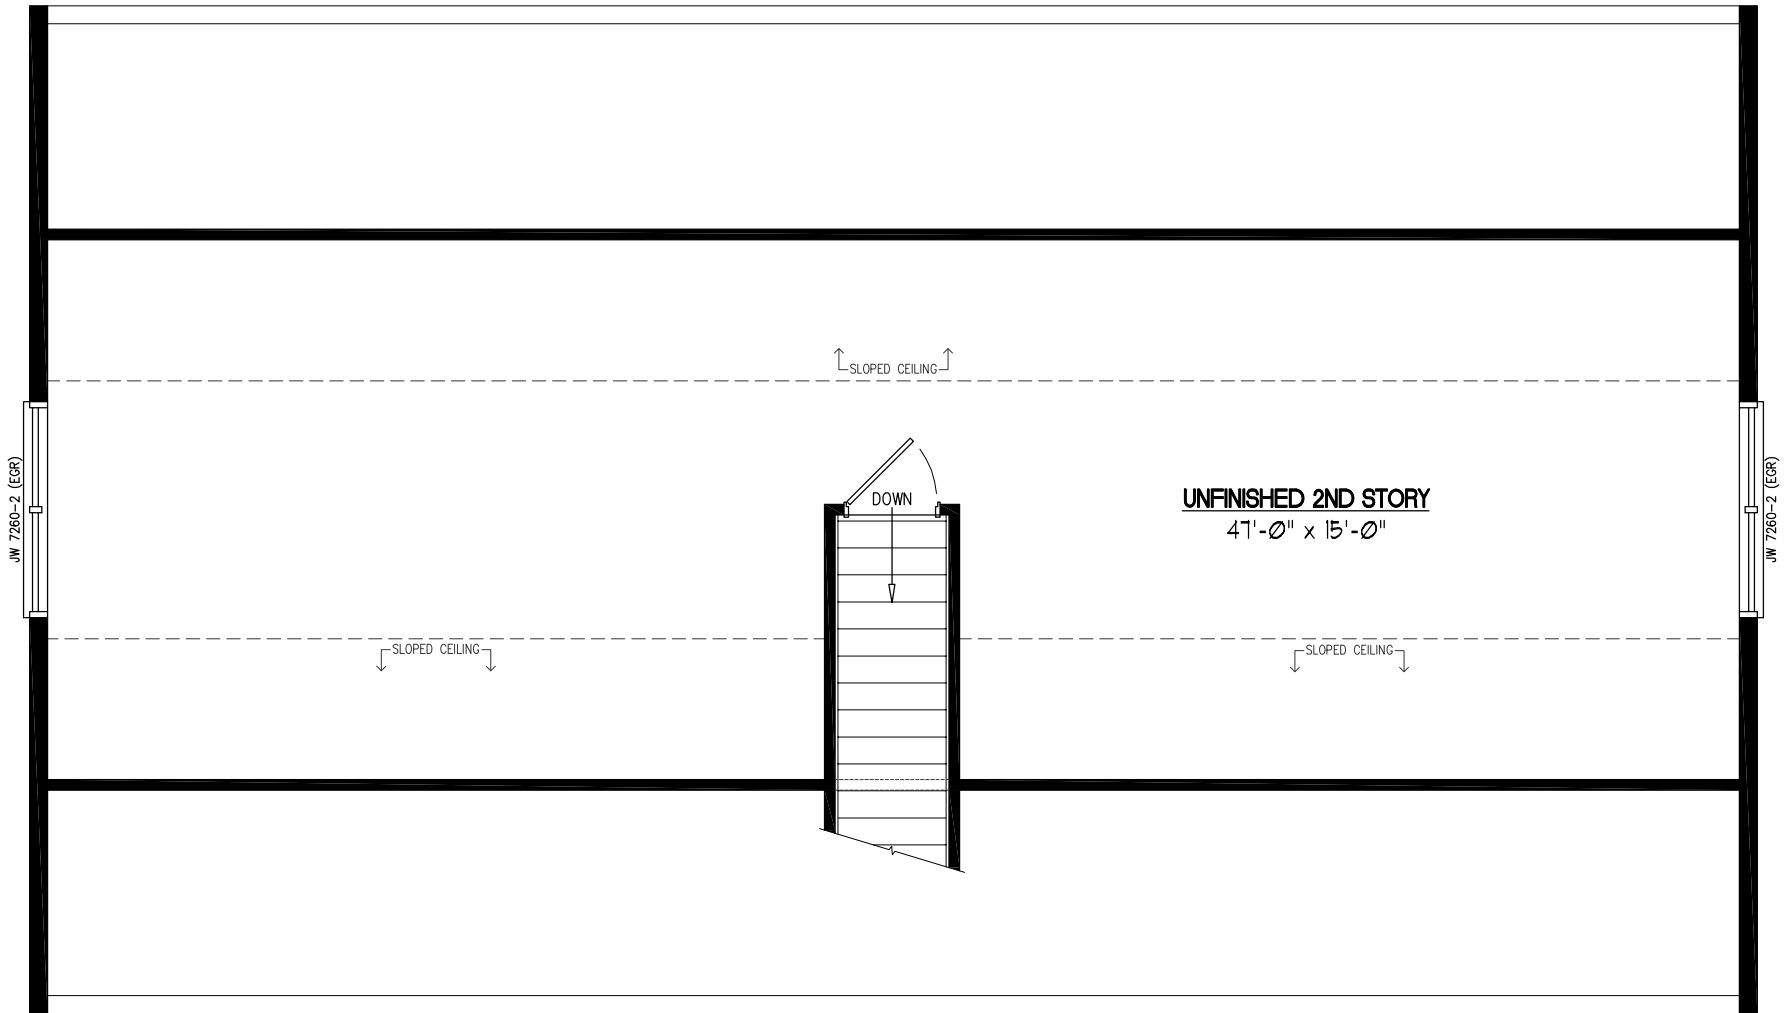 SLOPED CEILING
DOWN
UNFINISHED 2ND STORY
47'-0" x 15'-0"
JW 7260-2 (EGR)
JW 7260-2 (EGR)
SLOPED CEILING
SLOPED CEILING